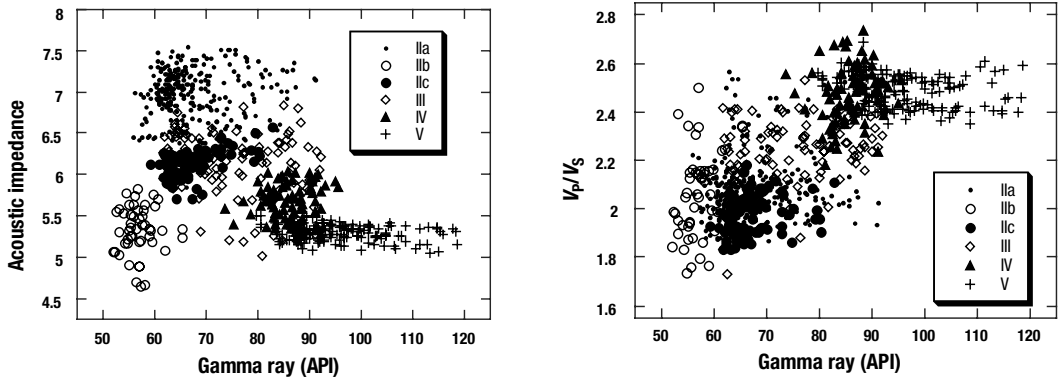 8
7.5
7
6.5
6
5.5
5
4.5
Acoustic impedance
IIa
IIb
IIc
III
IV
V
50 60 70 80 90 100 110 120
Gamma ray (API)
2.8
2.6
2.4
2.2
2
1.8
1.6
VP/VS
IIa
IIb
IIc
III
IV
V
50 60 70 80 90 100 110 120
Gamma ray (API)